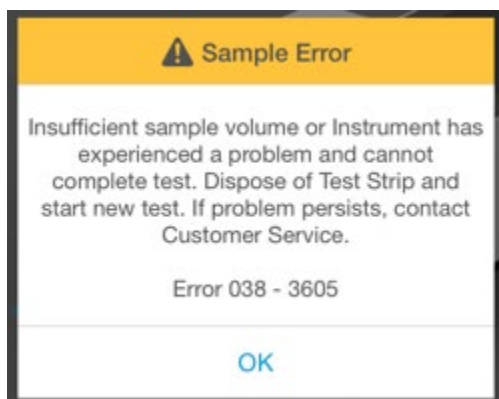 Sample Error
Insufficient sample volume or Instrument has
experienced a problem and cannot
complete test. Dispose of Test Strip and
start new test. If problem persists, contact
Customer Service.
Error 038 - 3605
OK